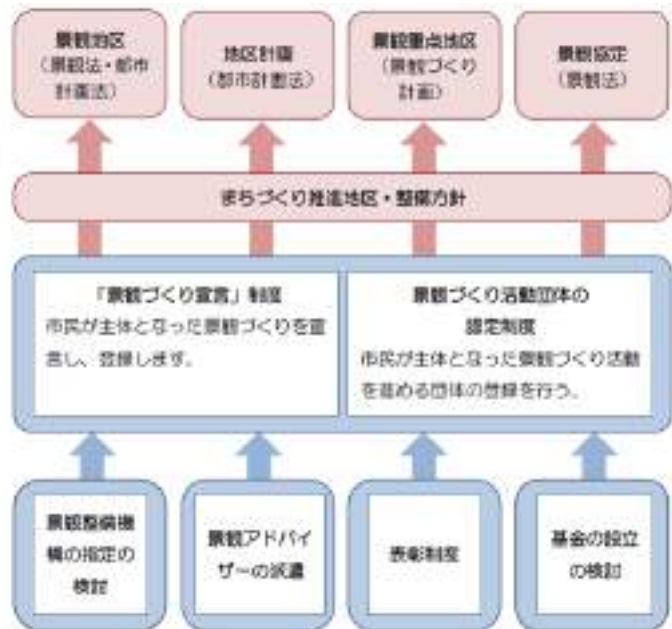 景観地区
（景観法・都市
計画法）
地区計画
（都市計画法）
景観重点地区
（景観づくり
計画）
景観協定
（景観法）
まちづくり推進地区・整備方針
「景観づくり宣言」制度
市民が主体となった景観づくりを宣
言し、登録します。
景観づくり活動団体の
認定制度
市民が主体となった景観づくり活動
を進める団体の登録を行う。
景観整備機
構の指定の
検討
景観アドバイ
ザーの派遣
表彰制度
基金の設立
の検討